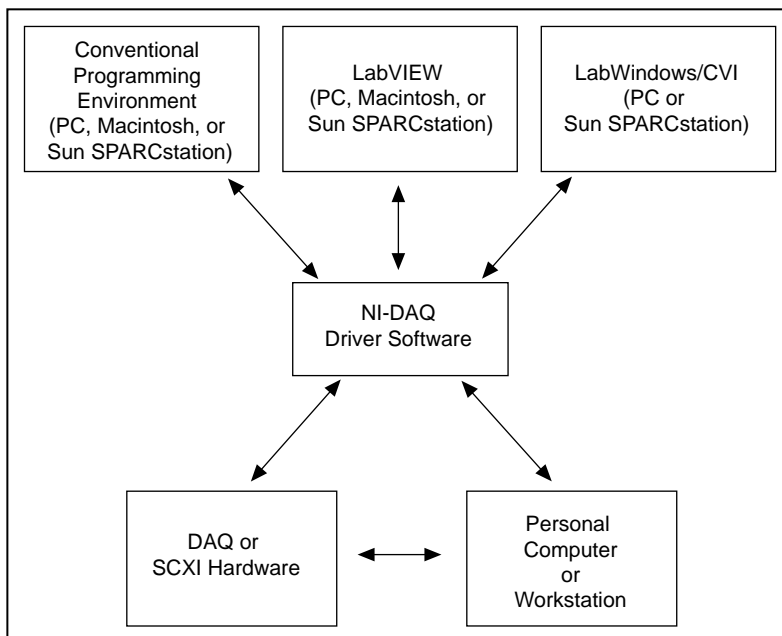 Conventional
Programming
Environment
(PC, Macintosh, or
Sun SPARCstation)
LabVIEW
(PC, Macintosh, or
Sun SPARCstation)
LabWindows/CVI
(PC or
Sun SPARCstation)
NI-DAQ
Driver Software
DAQ or
SCXI Hardware
Personal
Computer
or
Workstation